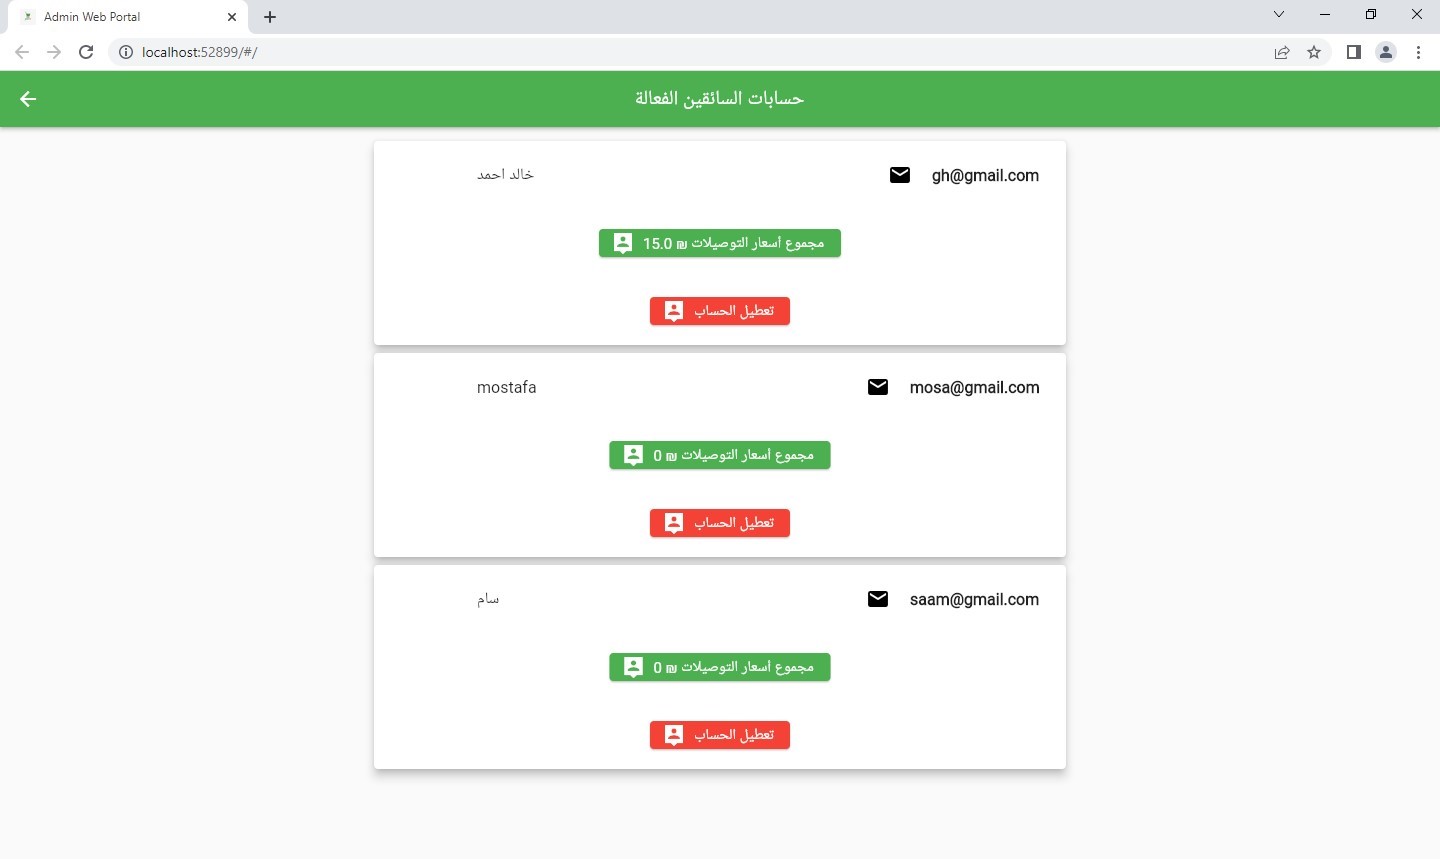 Admin Web Portal
localhost:52899/#/
حسابات السائقين الفعالة
خالد احمد
gh@gmail.com
مجموع أسعار التوصيلات ₪ 15.0
تعطيل الحساب
mostafa
mosa@gmail.com
مجموع أسعار التوصيلات ₪ 0
تعطيل الحساب
سام
saam@gmail.com
مجموع أسعار التوصيلات ₪ 0
تعطيل الحساب